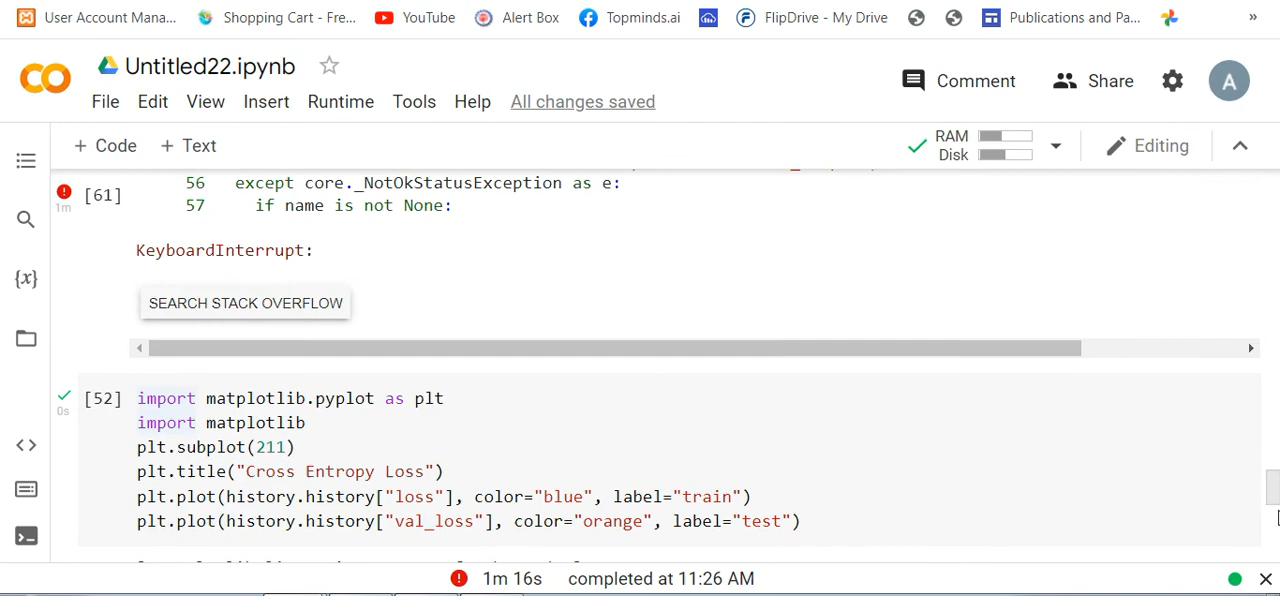 User Account Mana... Shopping Cart - Fre... YouTube Alert Box Topminds.ai FlipDrive - My Drive Publications and Pa... »
CO Untitled22.ipynb Comment Share A
File Edit View Insert Runtime Tools Help All changes saved
+ Code + Text RAM Disk Editing
56 except core._NotOkStatusException as e:
1m [61] 57 if name is not None:
KeyboardInterrupt:
SEARCH STACK OVERFLOW
0s [52] import matplotlib.pyplot as plt
import matplotlib
plt.subplot(211)
plt.title("Cross Entropy Loss")
plt.plot(history.history["loss"], color="blue", label="train")
plt.plot(history.history["val_loss"], color="orange", label="test")
1m 16s completed at 11:26 AM